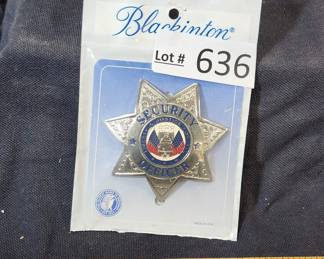 Blackinton®
Lot # 636
SECURITY
OFFICER